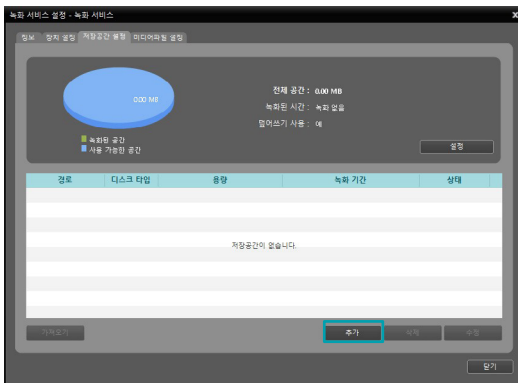 녹화 서비스 설정 - 녹화 서비스
정보 장치 설정 저장공간 설정 미디어파일 설정
0.00 MB
전체 공간 : 0.00 MB
녹화된 시간 : 녹화 없음
덮어쓰기 사용 : 예
녹화된 공간
사용 가능한 공간
설정
경로 디스크 타입 용량 녹화 기간 상태
저장공간이 없습니다.
가져오기 추가 삭제 수정
닫기